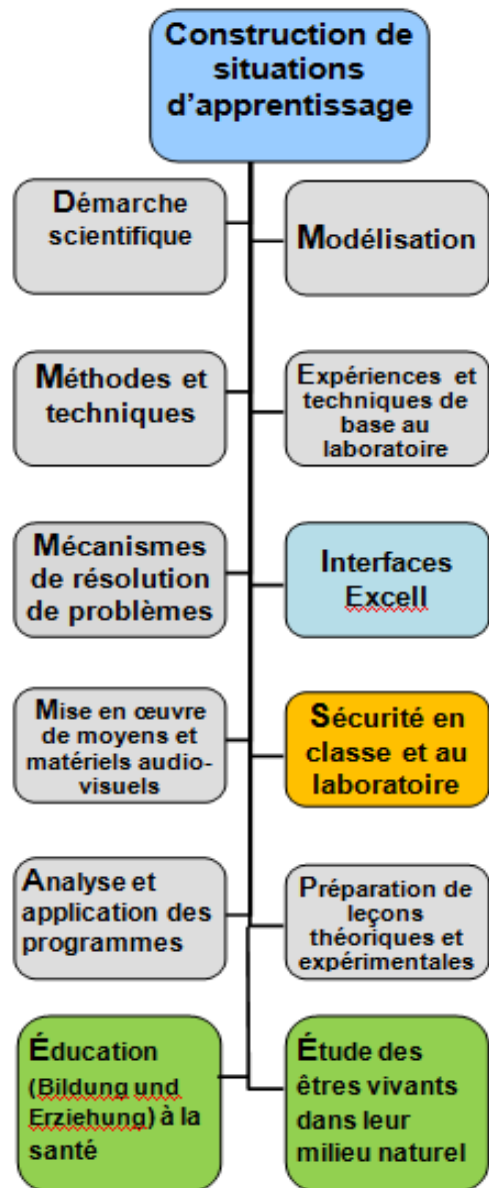 Construction de
situations
d'apprentissage
Démarche
scientifique
Modélisation
Méthodes et
techniques
Expériences et
techniques de
base au
laboratoire
Mécanismes
de résolution
de problèmes
Interfaces
Excell
Mise en œuvre
de moyens et
matériels audio-
visuels
Sécurité en
classe et au
laboratoire
Analyse et
application des
programmes
Préparation de
leçons
théoriques et
expérimentales
Éducation
(Bildung und
Erziehung) à la
santé
Étude des
êtres vivants
dans leur
milieu naturel